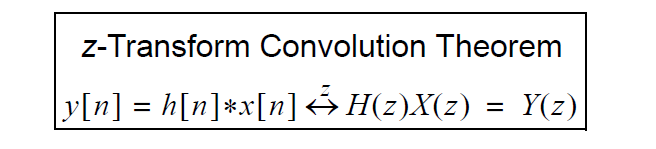 z-Transform Convolution Theorem
y[n] = h[n]*x[n] z↔ H(z)X(z) = Y(z)